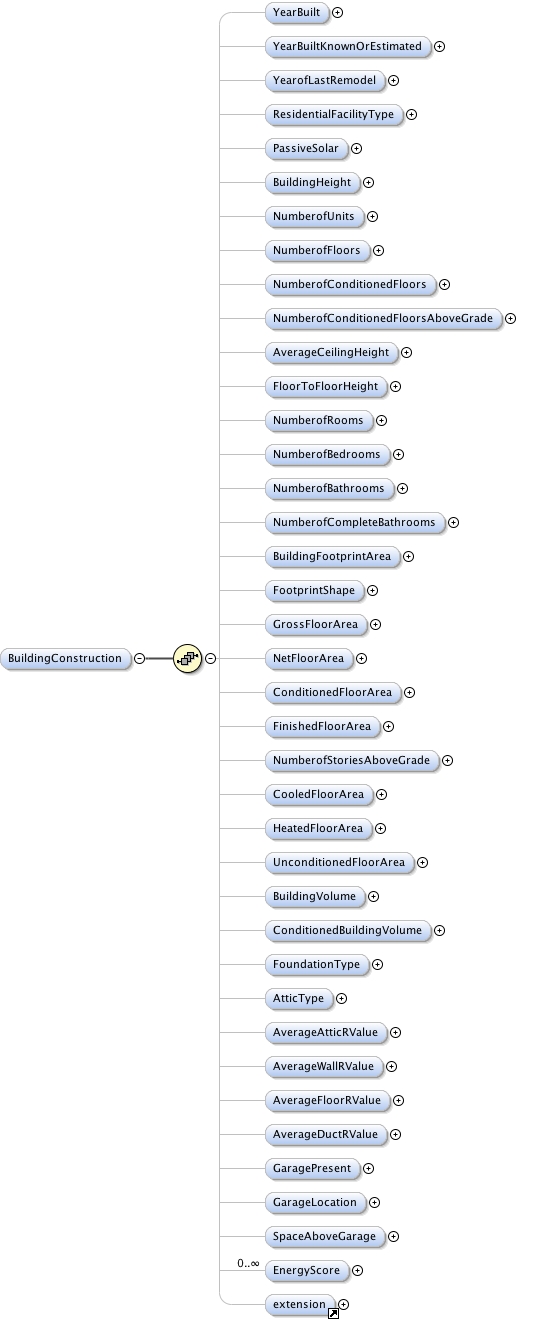 YearBuilt
YearBuiltKnownOrEstimated
YearofLastRemodel
ResidentialFacilityType
PassiveSolar
BuildingHeight
NumberofUnits
NumberofFloors
NumberofConditionedFloors
NumberofConditionedFloorsAboveGrade
AverageCeilingHeight
FloorToFloorHeight
NumberofRooms
NumberofBedrooms
NumberofBathrooms
NumberofCompleteBathrooms
BuildingFootprintArea
FootprintShape
GrossFloorArea
BuildingConstruction
NetFloorArea
ConditionedFloorArea
FinishedFloorArea
NumberofStoriesAboveGrade
CooledFloorArea
HeatedFloorArea
UnconditionedFloorArea
BuildingVolume
ConditionedBuildingVolume
FoundationType
AtticType
AverageAtticRValue
AverageWallRValue
AverageFloorRValue
AverageDuctRValue
GaragePresent
GarageLocation
SpaceAboveGarage
0..∞
EnergyScore
extension